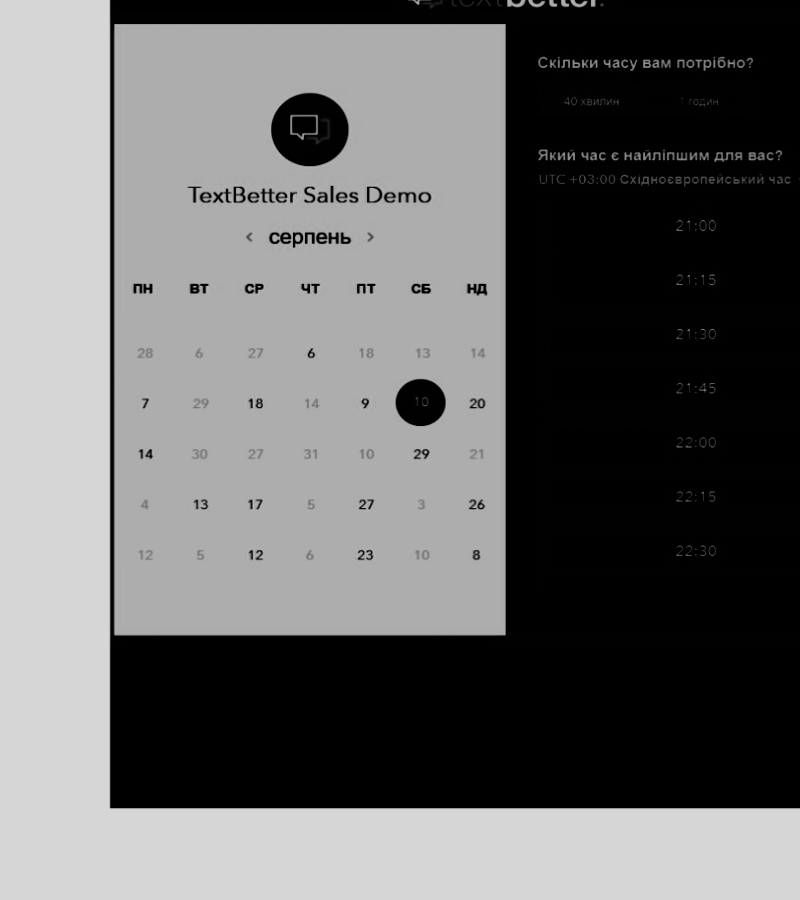 textbetter.
TextBetter Sales Demo
< серпень >
ПН ВТ СР ЧТ ПТ СБ НД
28 6 27 6 18 13 14
7 29 18 14 9 10 20
14 30 27 31 10 29 21
4 13 17 5 27 3 26
12 5 12 6 23 10 8
Скільки часу вам потрібно?
40 хвилин 1 годин
Який час є найліпшим для вас?
UTC +03:00 Східноєвропейський час
21:00
21:15
21:30
21:45
22:00
22:15
22:30